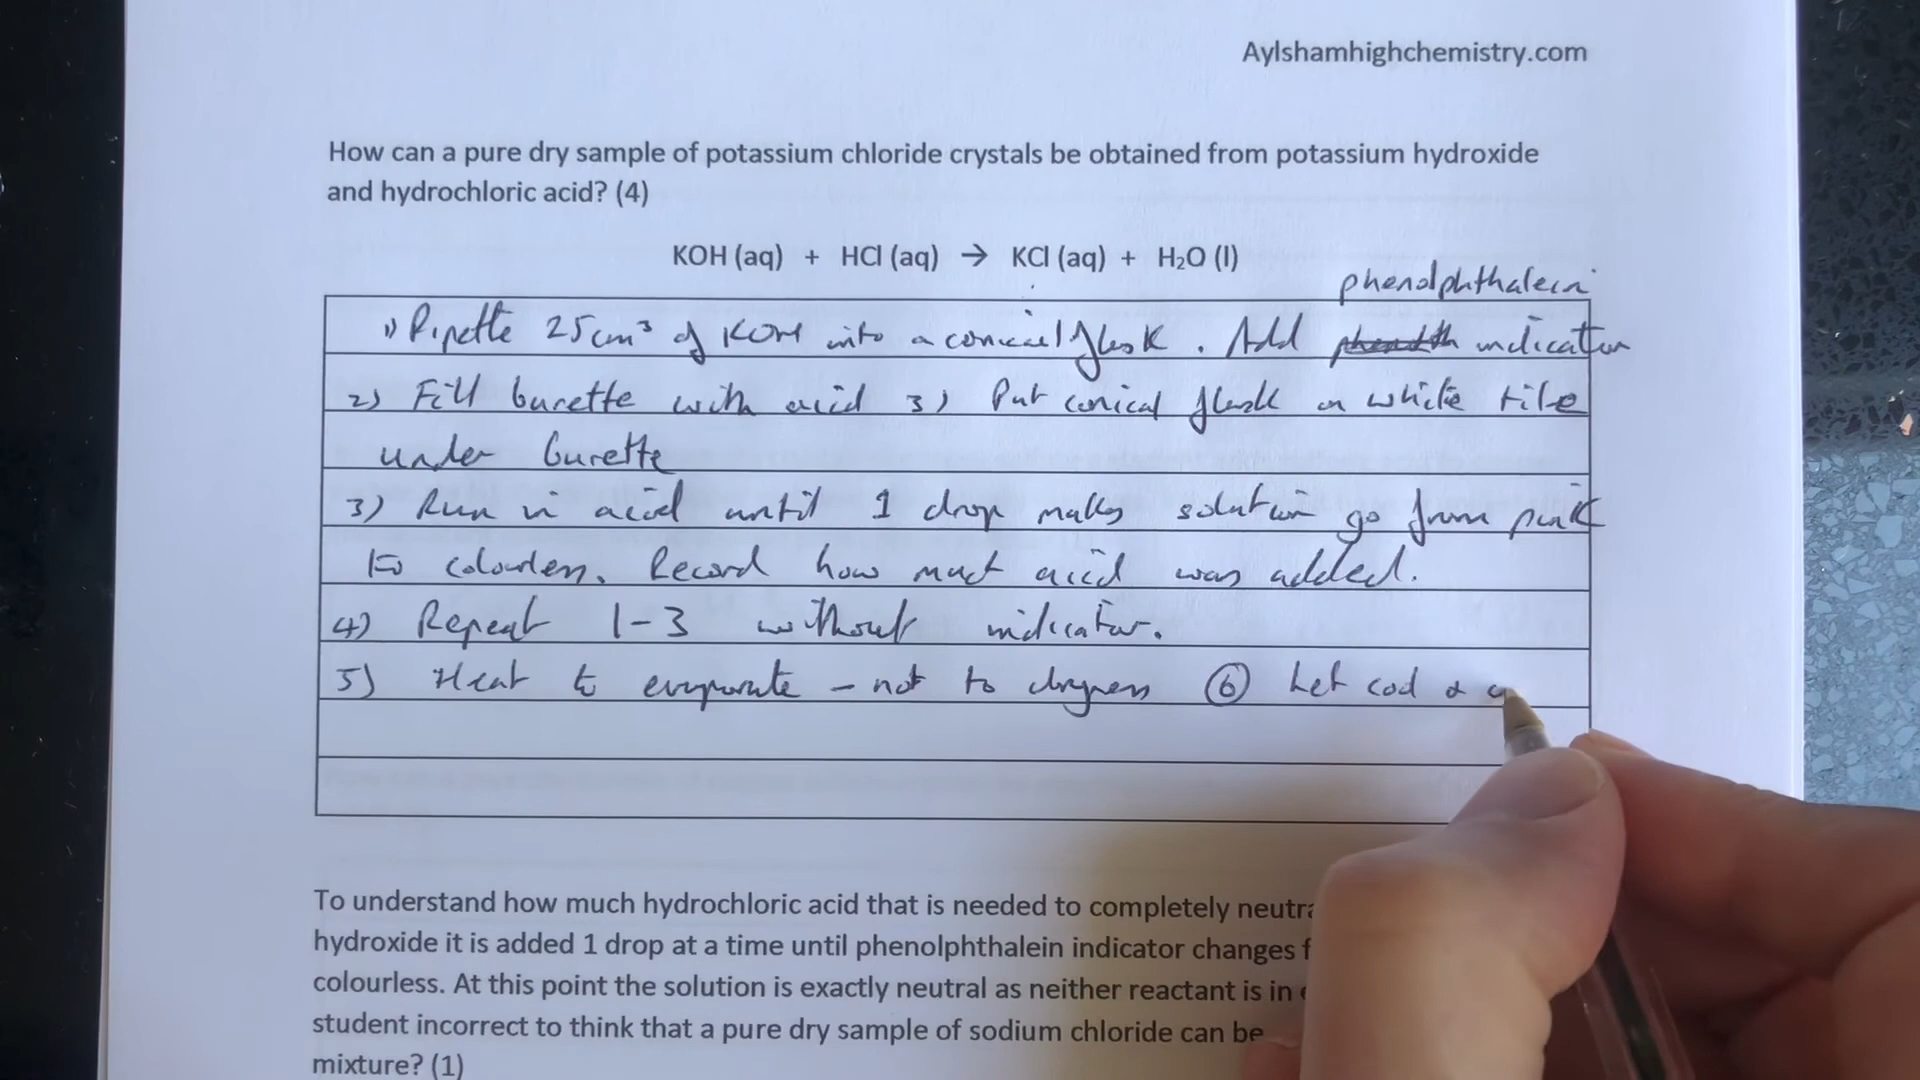 Aylshamhighchemistry.com
How can a pure dry sample of potassium chloride crystals be obtained from potassium hydroxide
and hydrochloric acid? (4)
KOH (aq) + HCl (aq) → KCl (aq) + H₂O (l)
phenolphthalein
1) Pipette 25cm³ of KOH into a conical flask. Add indicator
2) Fill burette with acid 3) Put conical flask on white tile
under burette
3) Run in acid until 1 drop makes solution go from pink
to colourless. Record how much acid was added.
4) Repeat 1-3 without indicator.
5) Heat to evaporate - not to dryness ⑥ Let cool &
To understand how much hydrochloric acid that is needed to completely
hydroxide it is added 1 drop at a time until phenolphthalein indicator changes
colourless. At this point the solution is exactly neutral as neither reactant is in
student incorrect to think that a pure dry sample of sodium chloride can be
mixture? (1)